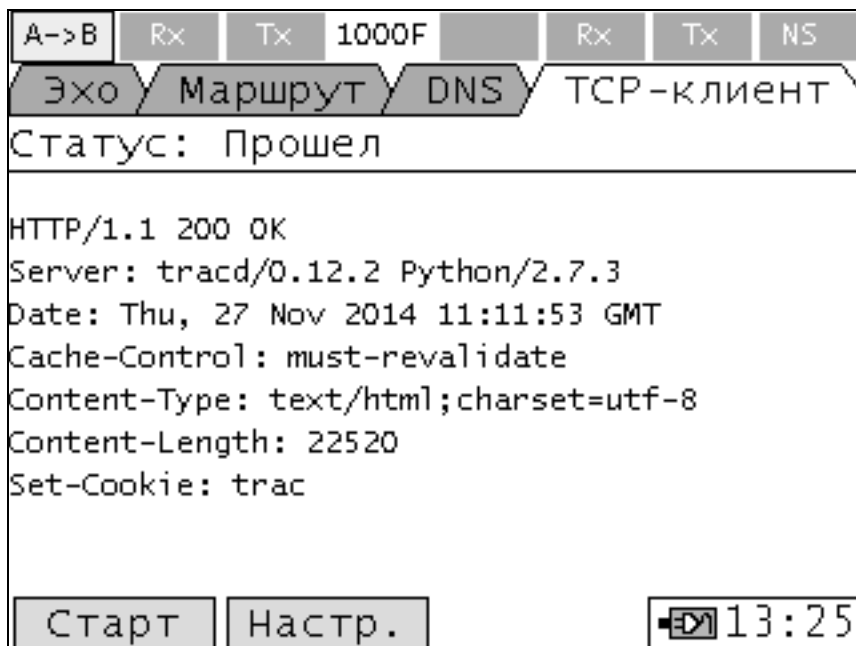 A->B Rx Tx 1000F Rx Tx NS
Эхо Маршрут DNS TCP-клиент
Статус: Прошел
HTTP/1.1 200 OK
Server: tracd/0.12.2 Python/2.7.3
Date: Thu, 27 Nov 2014 11:11:53 GMT
Cache-Control: must-revalidate
Content-Type: text/html;charset=utf-8
Content-Length: 22520
Set-Cookie: trac
Старт Настр. 13:25